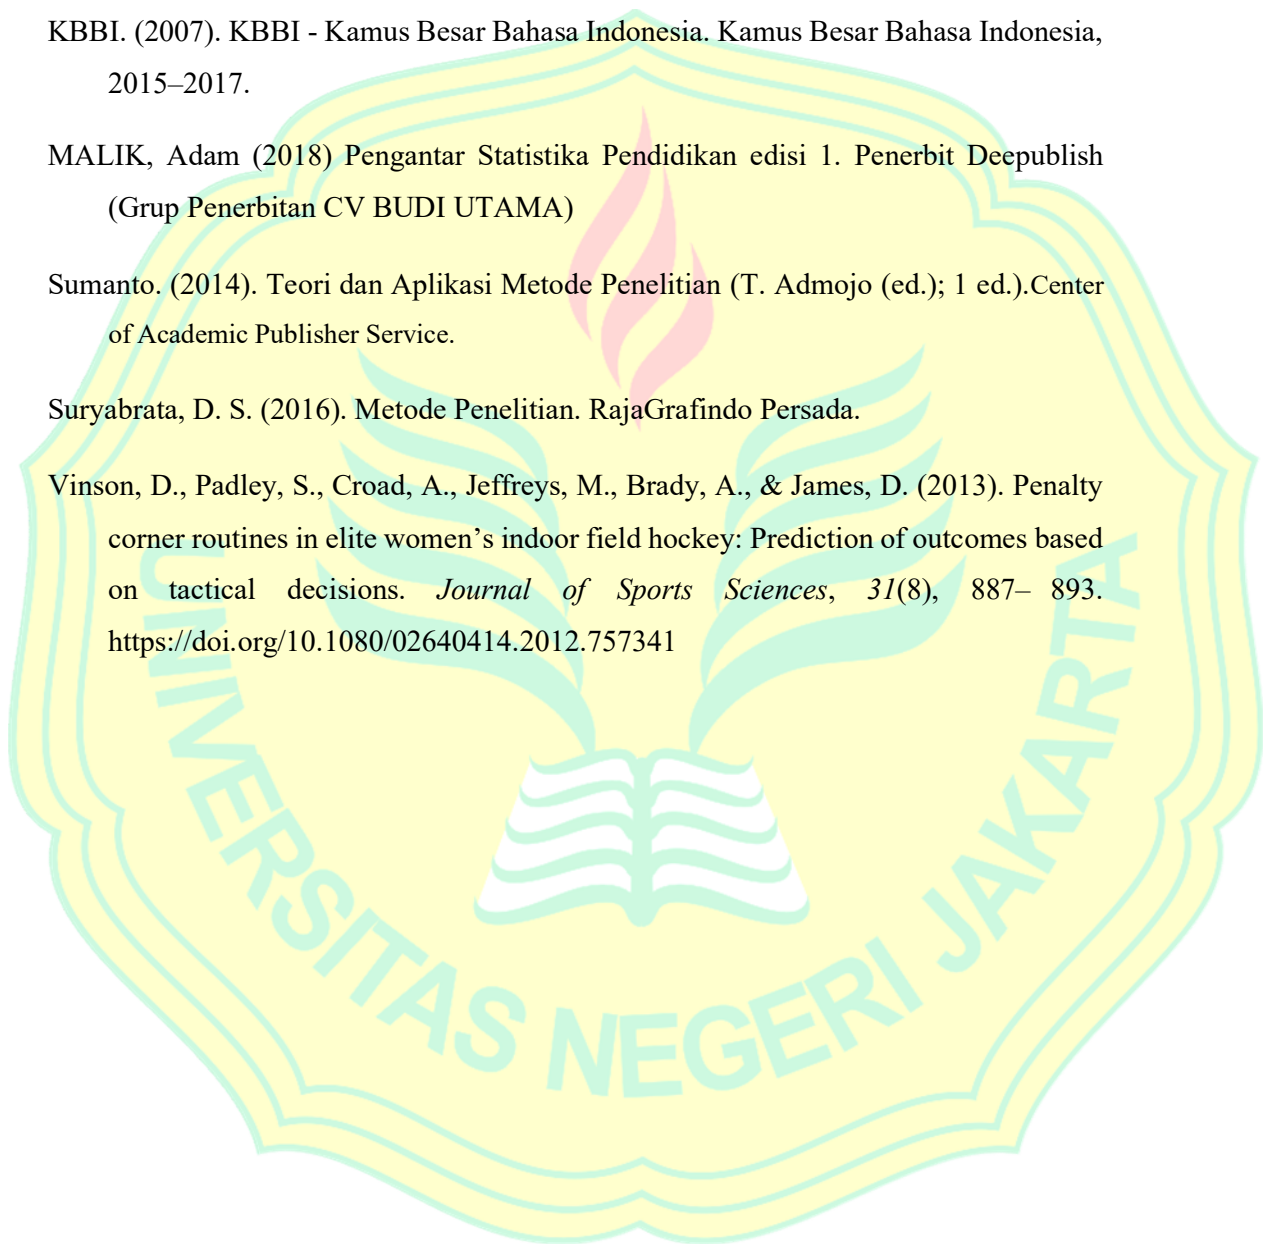 KBBI. (2007). KBBI - Kamus Besar Bahasa Indonesia. Kamus Besar Bahasa Indonesia,
2015–2017.
MALIK, Adam (2018) Pengantar Statistika Pendidikan edisi 1. Penerbit Deepublish
(Grup Penerbitan CV BUDI UTAMA)
Sumanto. (2014). Teori dan Aplikasi Metode Penelitian (T. Admojo (ed.); 1 ed.).Center
of Academic Publisher Service.
Suryabrata, D. S. (2016). Metode Penelitian. RajaGrafindo Persada.
Vinson, D., Padley, S., Croad, A., Jeffreys, M., Brady, A., & James, D. (2013). Penalty
corner routines in elite women’s indoor field hockey: Prediction of outcomes based
on tactical decisions. Journal of Sports Sciences, 31(8), 887– 893.
https://doi.org/10.1080/02640414.2012.757341
UNIVERSITAS NEGERI JAKARTA